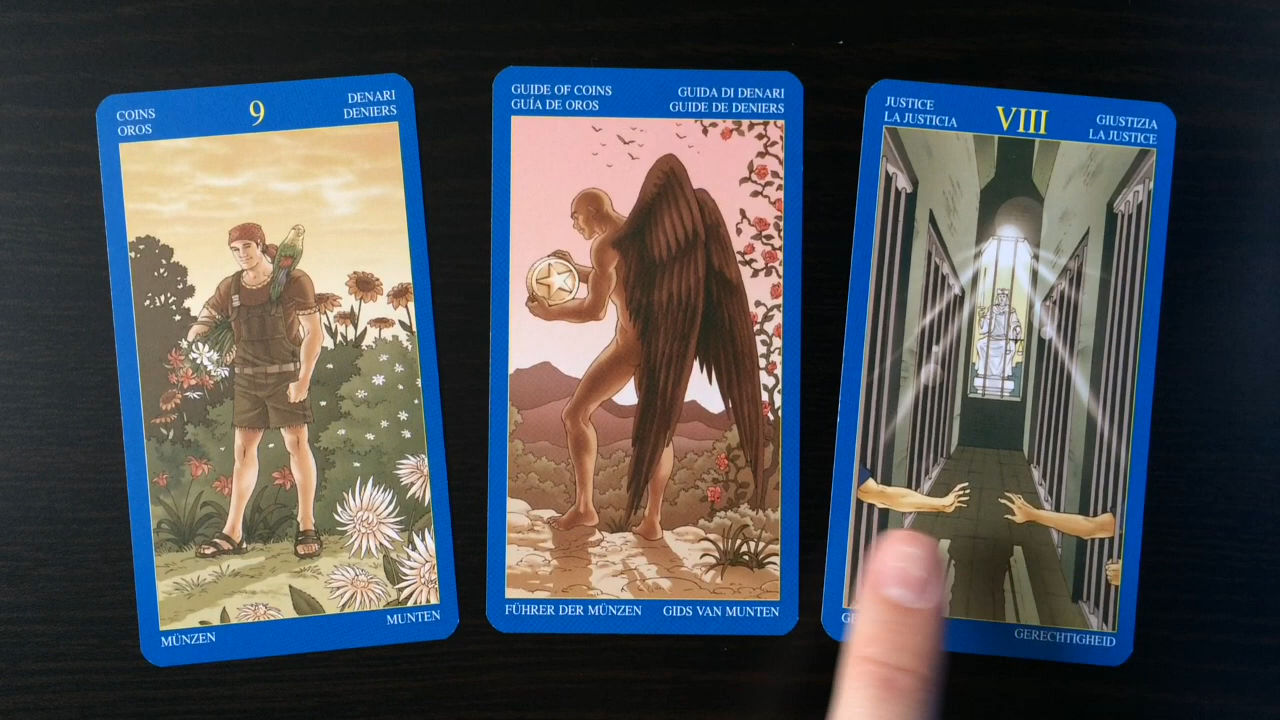 COINS
OROS
9
DENARI
DENIERS
MÜNZEN
MUNTEN
GUIDE OF COINS
GUÍA DE OROS
GUIDA DI DENARI
GUIDE DE DENIERS
FÜHRER DER MÜNZEN
GIDS VAN MUNTEN
JUSTICE
LA JUSTICIA
VIII
GIUSTIZIA
LA JUSTICE
GERECHTIGHEID